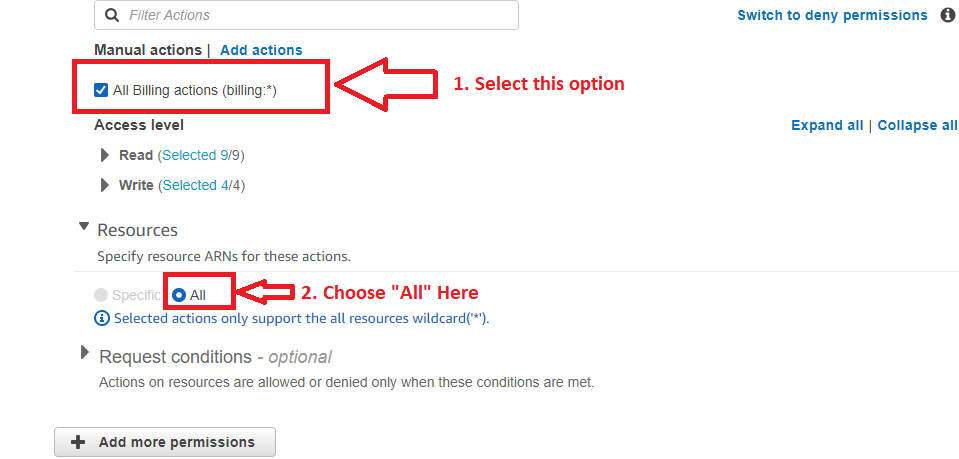 Filter Actions
Switch to deny permissions
Manual actions | Add actions
All Billing actions (billing:*)
1. Select this option
Access level
Expand all | Collapse all
Read (Selected 9/9)
Write (Selected 4/4)
Resources
Specify resource ARNs for these actions.
Specific
All
2. Choose "All" Here
Selected actions only support the all resources wildcard('*').
Request conditions - optional
Actions on resources are allowed or denied only when these conditions are met.
Add more permissions